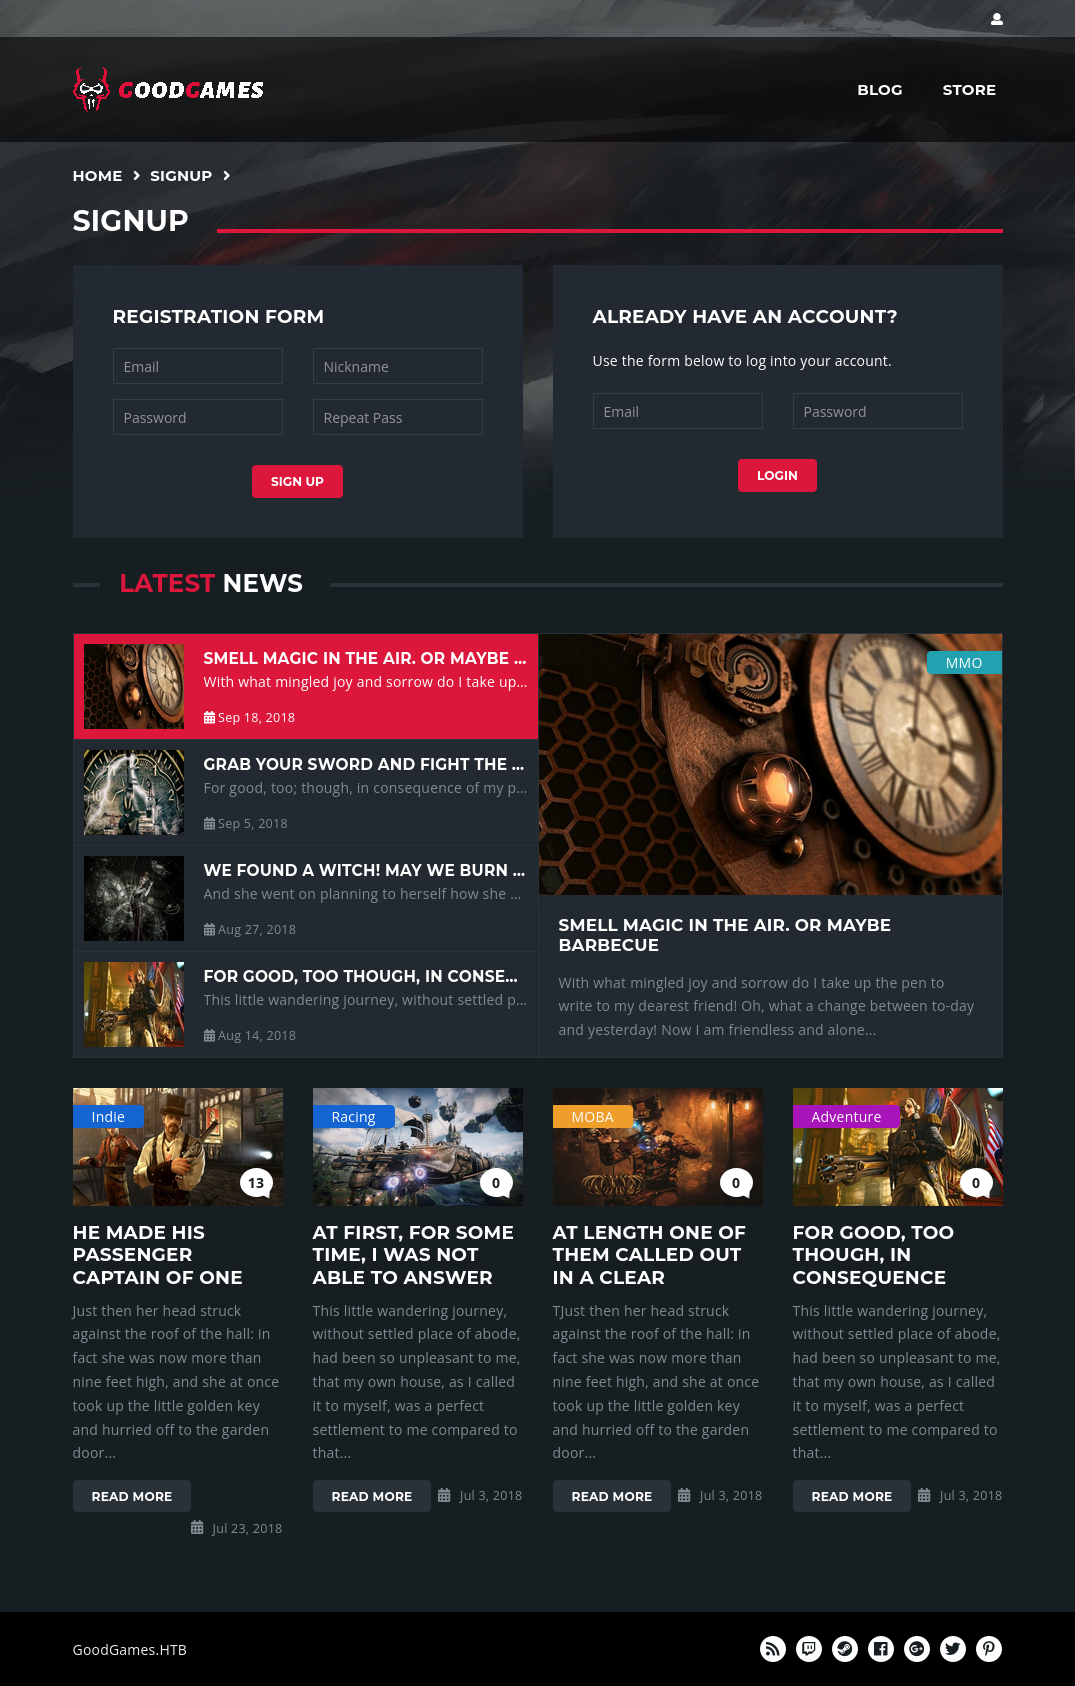 GOODGAMES
BLOG STORE
HOME SIGNUP
SIGNUP
REGISTRATION FORM
Email Nickname
Password Repeat Pass
SIGN UP
ALREADY HAVE AN ACCOUNT?
Use the form below to log into your account.
Email Password
LOGIN
LATEST NEWS
SMELL MAGIC IN THE AIR. OR MAYBE ...
With what mingled joy and sorrow do I take up...
Sep 18, 2018
GRAB YOUR SWORD AND FIGHT THE ...
For good, too; though, in consequence of my p...
Sep 5, 2018
WE FOUND A WITCH! MAY WE BURN ...
And she went on planning to herself how she ...
Aug 27, 2018
FOR GOOD, TOO THOUGH, IN CONSE...
This little wandering journey, without settled p...
Aug 14, 2018
MMO
SMELL MAGIC IN THE AIR. OR MAYBE
BARBECUE
With what mingled joy and sorrow do I take up the pen to
write to my dearest friend! Oh, what a change between to-day
and yesterday! Now I am friendless and alone...
Indie
13
HE MADE HIS
PASSENGER
CAPTAIN OF ONE
Just then her head struck
against the roof of the hall: in
fact she was now more than
nine feet high, and she at once
took up the little golden key
and hurried off to the garden
door...
READ MORE
Jul 23, 2018
Racing
0
AT FIRST, FOR SOME
TIME, I WAS NOT
ABLE TO ANSWER
This little wandering journey,
without settled place of abode,
had been so unpleasant to me,
that my own house, as I called
it to myself, was a perfect
settlement to me compared to
that...
READ MORE Jul 3, 2018
MOBA
0
AT LENGTH ONE OF
THEM CALLED OUT
IN A CLEAR
TJust then her head struck
against the roof of the hall: in
fact she was now more than
nine feet high, and she at once
took up the little golden key
and hurried off to the garden
door...
READ MORE Jul 3, 2018
Adventure
0
FOR GOOD, TOO
THOUGH, IN
CONSEQUENCE
This little wandering journey,
without settled place of abode,
had been so unpleasant to me,
that my own house, as I called
it to myself, was a perfect
settlement to me compared to
that...
READ MORE Jul 3, 2018
GoodGames.HTB